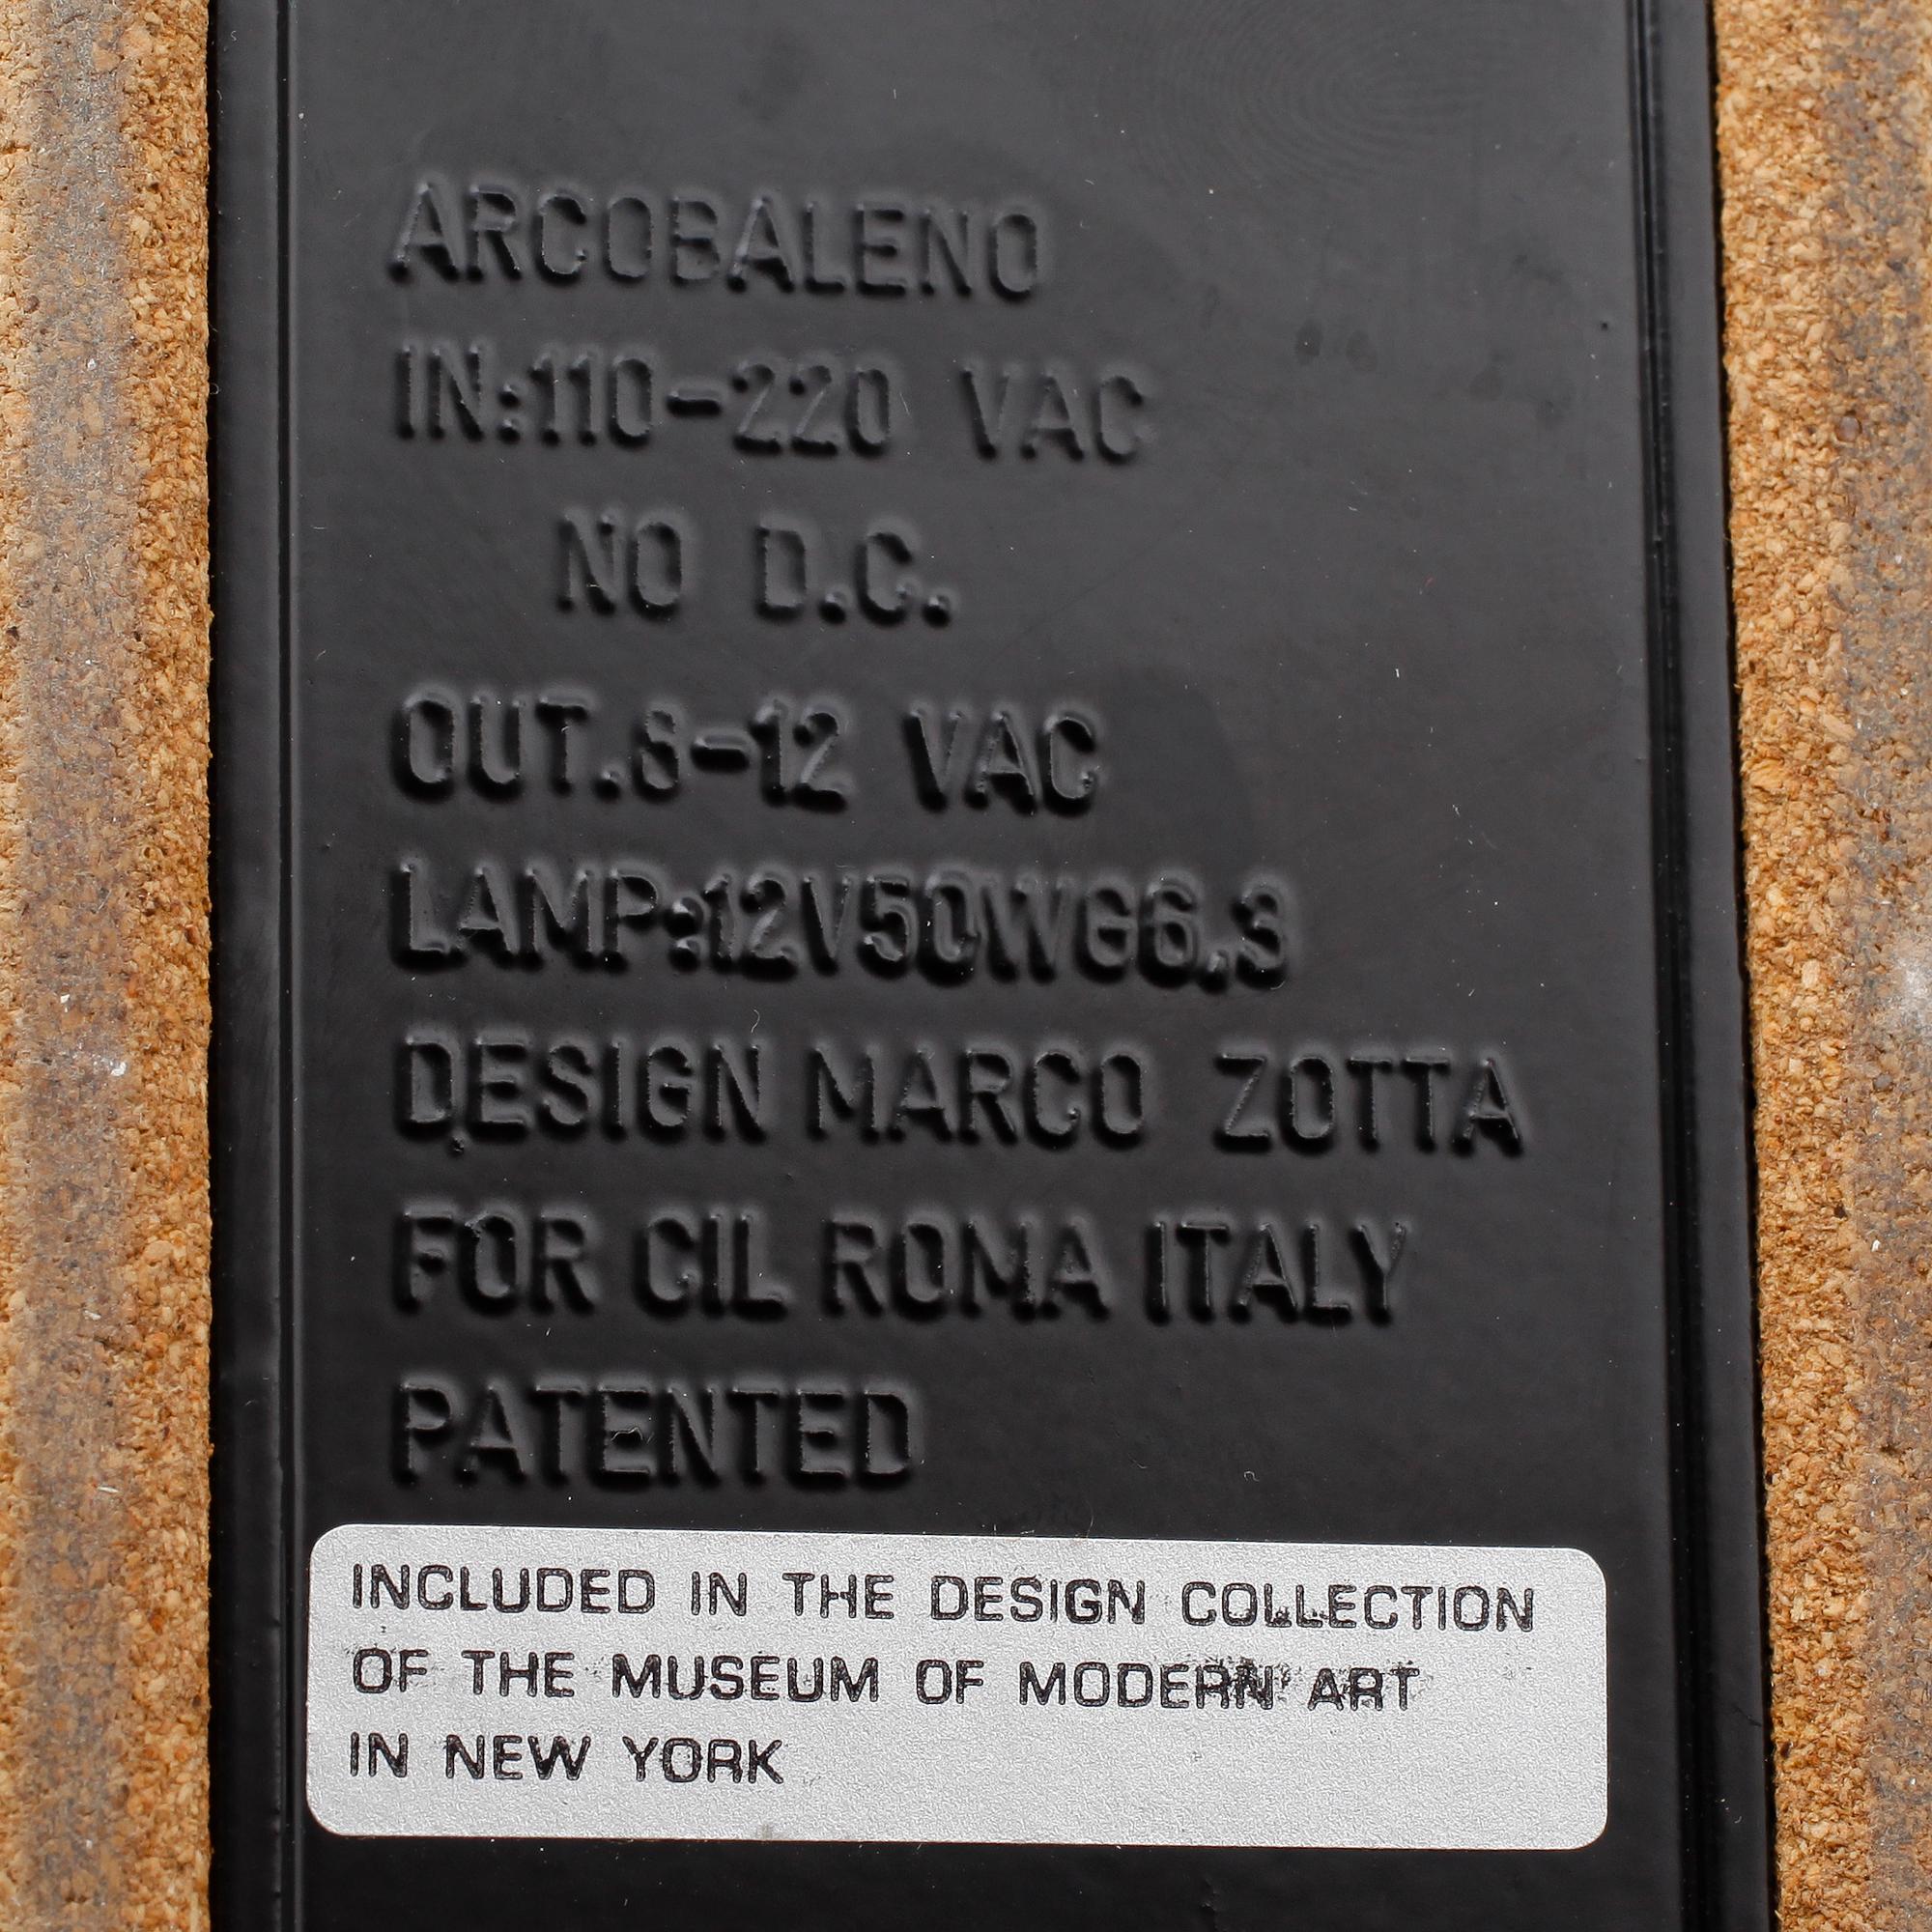 ARCOBALENO
IN:110-220 VAC
NO D.C.
OUT.6-12 VAC
LAMP:12V50WG6.3
DESIGN MARCO ZOTTA
FOR CIL ROMA ITALY
PATENTED
INCLUDED IN THE DESIGN COLLECTION
OF THE MUSEUM OF MODERN ART
IN NEW YORK